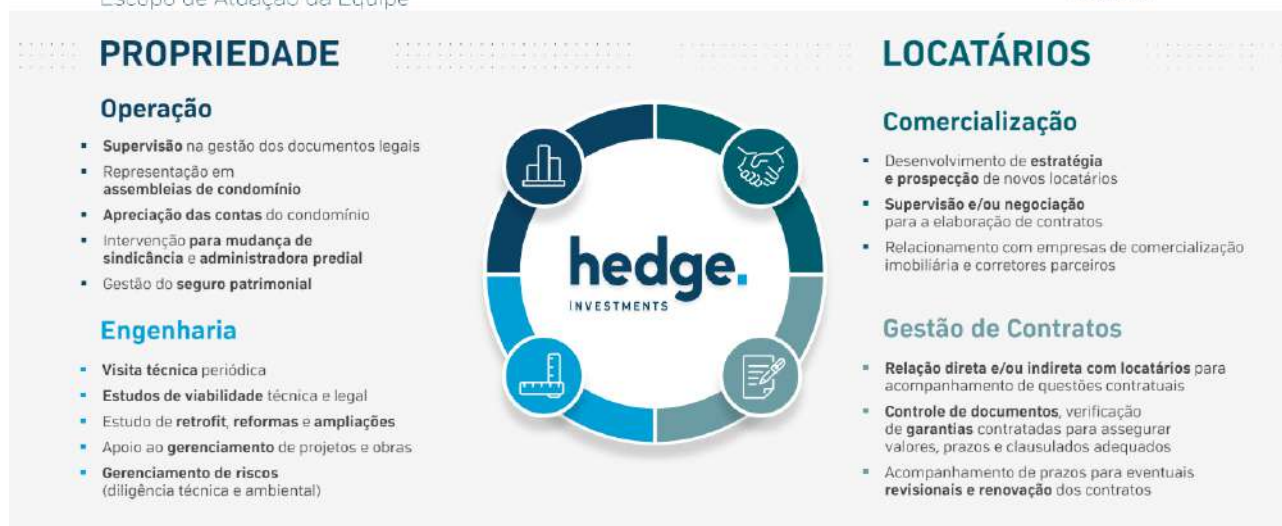 Escopo de Atuação da Equipe
PROPRIEDADE
Operação
▪ Supervisão na gestão dos documentos legais
▪ Representação em
assembleias de condomínio
▪ Apreciação das contas do condomínio
▪ Intervenção para mudança de
sindicância e administradora predial
▪ Gestão do seguro patrimonial
Engenharia
▪ Visita técnica periódica
▪ Estudos de viabilidade técnica e legal
▪ Estudo de retrofit, reformas e ampliações
▪ Apoio ao gerenciamento de projetos e obras
▪ Gerenciamento de riscos
(diligência técnica e ambiental)
hedge.
INVESTMENTS
LOCATÁRIOS
Comercialização
▪ Desenvolvimento de estratégia
e prospecção de novos locatários
▪ Supervisão e/ou negociação
para a elaboração de contratos
▪ Relacionamento com empresas de comercialização
imobiliária e corretores parceiros
Gestão de Contratos
▪ Relação direta e/ou indireta com locatários para
acompanhamento de questões contratuais
▪ Controle de documentos, verificação
de garantias contratadas para assegurar
valores, prazos e clausulados adequados
▪ Acompanhamento de prazos para eventuais
revisionais e renovação dos contratos